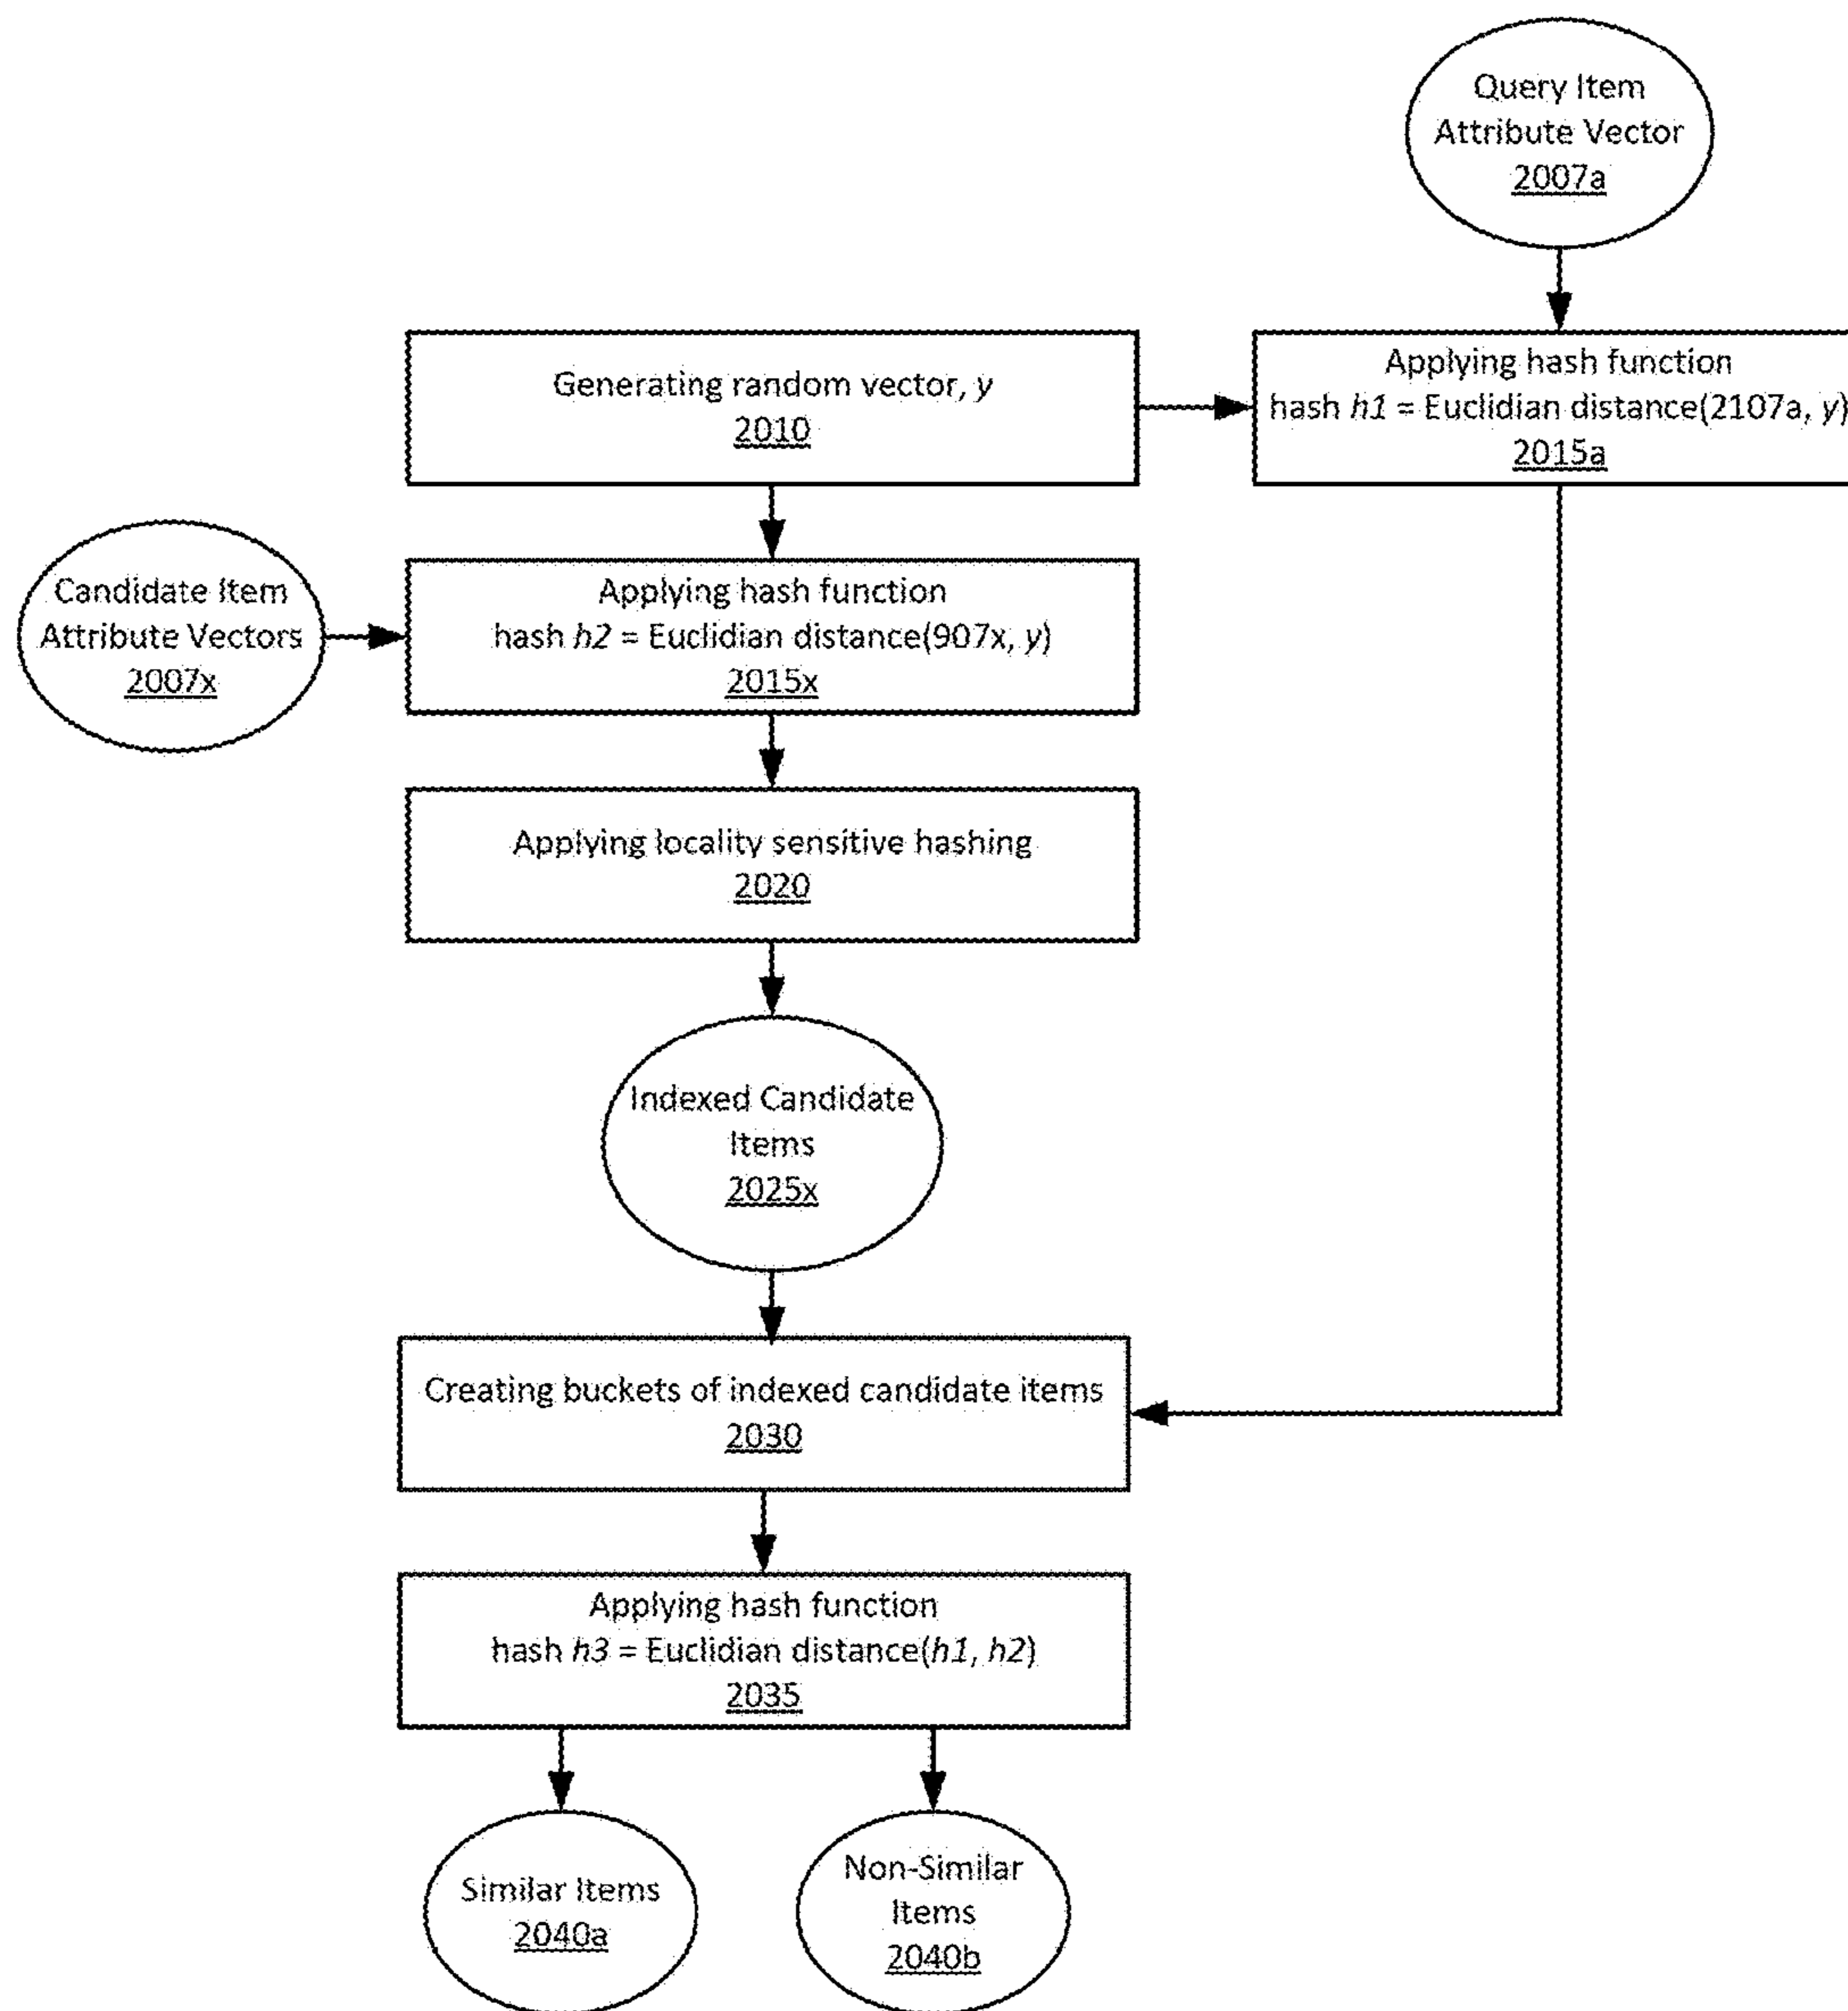 Query Item
Attribute Vector
2007a
Generating random vector, y
2010
Applying hash function
hash h1 = Euclidian distance(2107a, y)
2015a
Candidate Item
Attribute Vectors
2007x
Applying hash function
hash h2 = Euclidian distance(907x, y)
2015x
Applying locality sensitive hashing
2020
Indexed Candidate
Items
2025x
Creating buckets of indexed candidate items
2030
Applying hash function
hash h3 = Euclidian distance(h1, h2)
2035
Similar Items
2040a
Non-Similar
Items
2040b